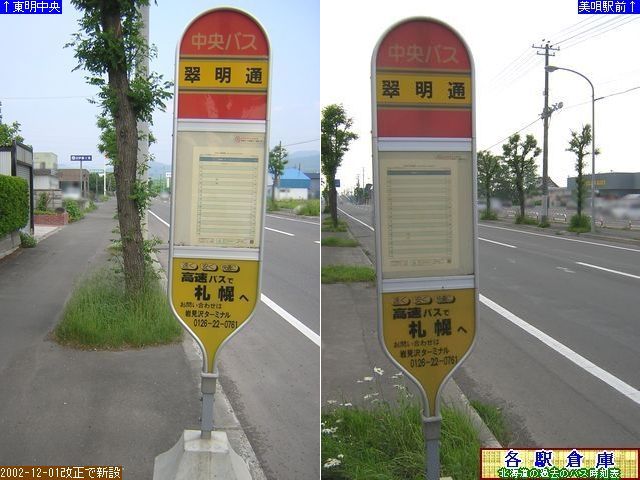 ↑東明中央
中央バス
翠明通
高速バスで
札幌へ
お問い合わせは
岩見沢ターミナル
0126-22-0761
2002-12-01改正で新設
美唄駅前↑
中央バス
翠明通
高速バスで
札幌へ
お問い合わせは
岩見沢ターミナル
0126-22-0761
各駅倉庫
北海道の過去のバス時刻表